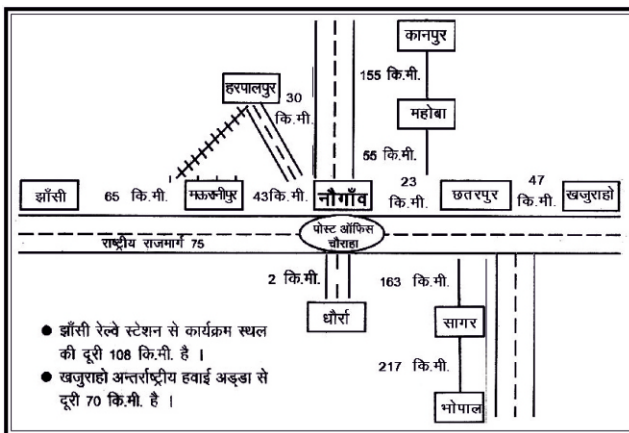 कानपुर
155 कि.मी.
हरपालपुर
30
कि.मी.
महोबा
55 कि.मी.
झाँसी
65 कि.मी.
मऊरानीपुर
43कि.मी.
नौगाँव
23
कि.मी.
छतरपुर
47
कि.मी.
खजुराहो
पोस्ट ऑफिस
चौराहा
राष्ट्रीय राजमार्ग 75
2 कि.मी.
धौर्रा
163 कि.मी.
सागर
217 कि.मी.
भोपाल
● झाँसी रेल्वे स्टेशन से कार्यक्रम स्थल
की दूरी 108 कि.मी. है ।
● खजुराहो अन्तर्राष्ट्रीय हवाई अड्डा से
दूरी 70 कि.मी. है ।